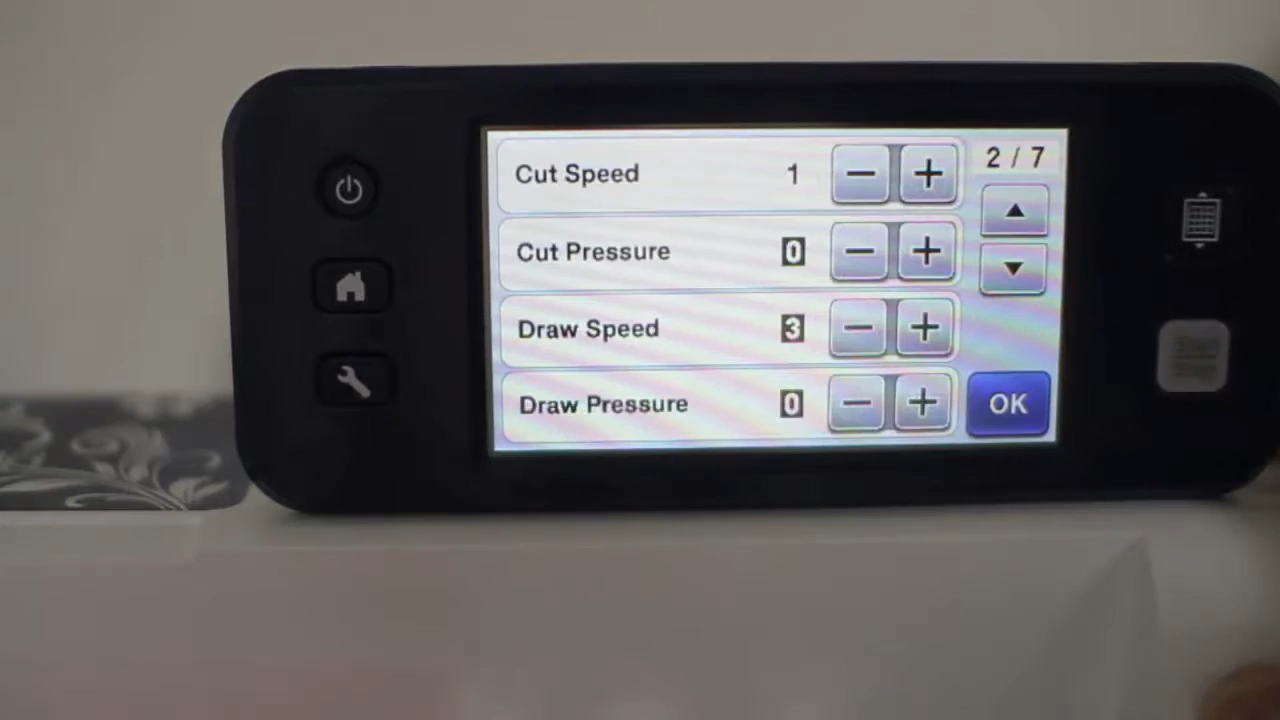 Cut Speed 1 − +
2 / 7
Cut Pressure 0 − +
Draw Speed 3 − +
Draw Pressure 0 − +
OK